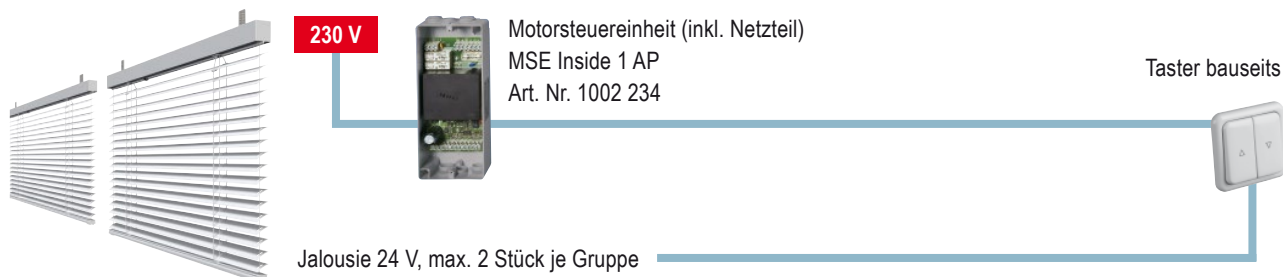 230 V
Motorsteuereinheit (inkl. Netzteil)
MSE Inside 1 AP
Art. Nr. 1002 234
Taster bauseits
Jalousie 24 V, max. 2 Stück je Gruppe